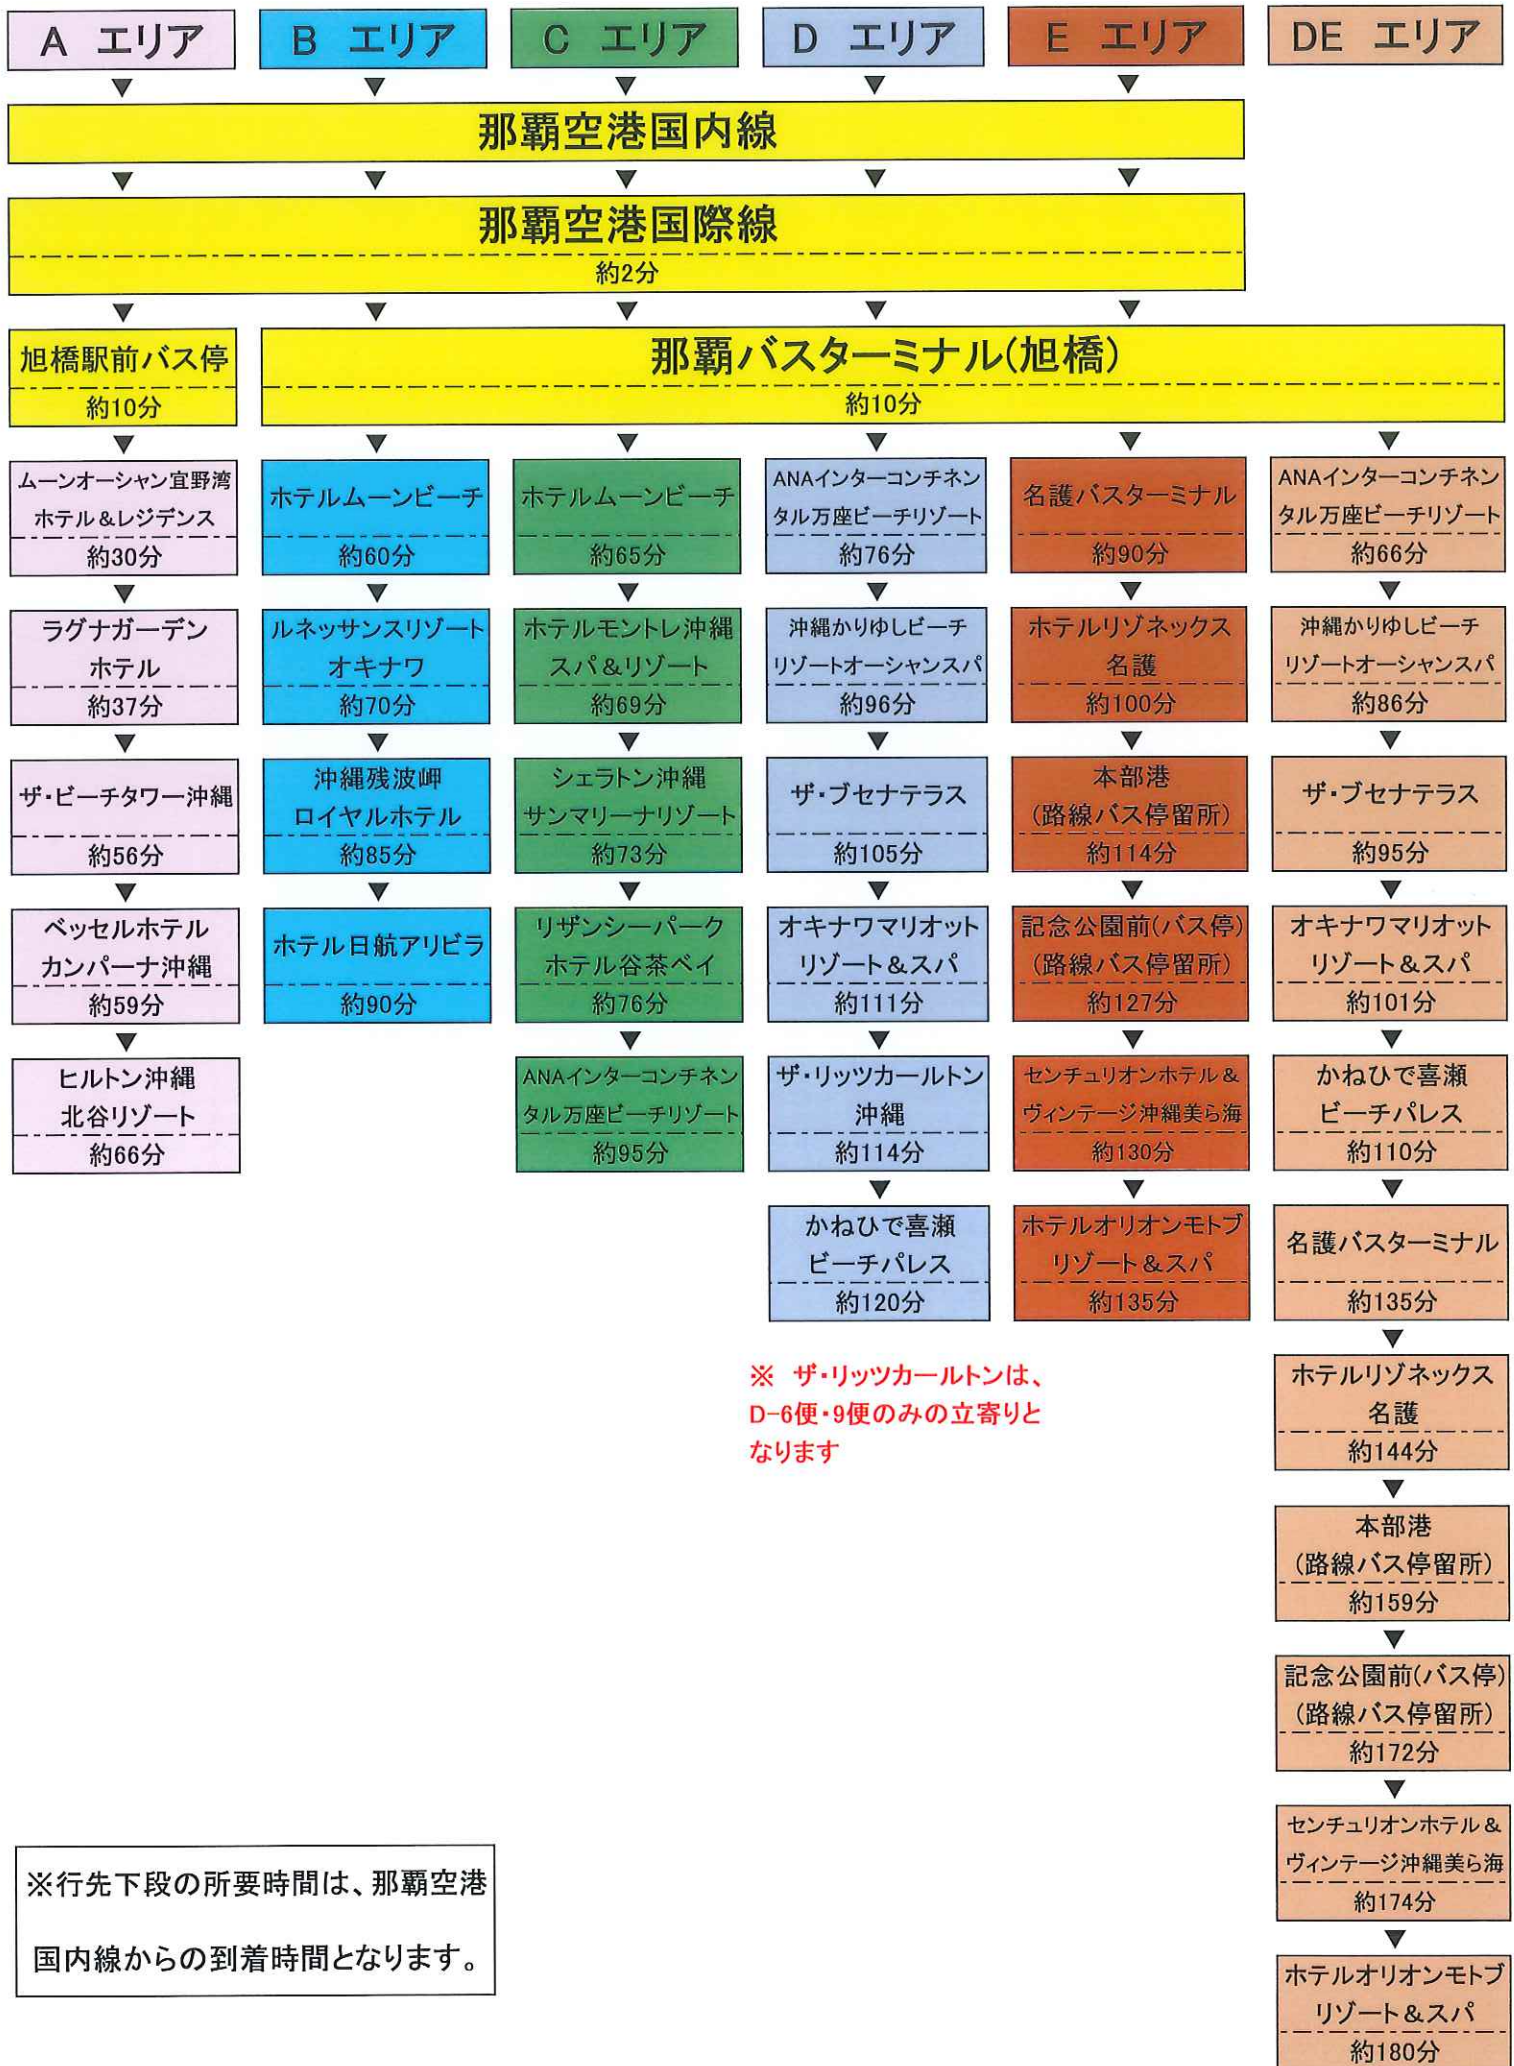 A エリア
B エリア
C エリア
D エリア
E エリア
DE エリア
那覇空港国内線
那覇空港国際線
約2分
旭橋駅前バス停
約10分
那覇バスターミナル(旭橋)
約10分
ムーンオーシャン宜野湾
ホテル&レジデンス
約30分
ラグナガーデン
ホテル
約37分
ザ・ビーチタワー沖縄
約56分
ベッセルホテル
カンパーナ沖縄
約59分
ヒルトン沖縄
北谷リゾート
約66分
ホテルムーンビーチ
約60分
ルネッサンスリゾート
オキナワ
約70分
沖縄残波岬
ロイヤルホテル
約85分
ホテル日航アリビラ
約90分
ホテルムーンビーチ
約65分
ホテルモントレ沖縄
スパ&リゾート
約69分
シェラトン沖縄
サンマリーナリゾート
約73分
リザンシーパーク
ホテル谷茶ベイ
約76分
ANAインターコンチネン
タル万座ビーチリゾート
約95分
ANAインターコンチネン
タル万座ビーチリゾート
約76分
沖縄かりゆしビーチ
リゾートオーシャンスパ
約96分
ザ・ブセナテラス
約105分
オキナワマリオット
リゾート&スパ
約111分
ザ・リッツカールトン
沖縄
約114分
かねひで喜瀬
ビーチパレス
約120分
※ ザ・リッツカールトンは、
D-6便・9便のみの立寄りと
なります
名護バスターミナル
約90分
ホテルリゾネックス
名護
約100分
本部港
(路線バス停留所)
約114分
記念公園前(バス停)
(路線バス停留所)
約127分
センチュリオンホテル&
ヴィンテージ沖縄美ら海
約130分
ホテルオリオンモトブ
リゾート&スパ
約135分
ANAインターコンチネン
タル万座ビーチリゾート
約66分
沖縄かりゆしビーチ
リゾートオーシャンスパ
約86分
ザ・ブセナテラス
約95分
オキナワマリオット
リゾート&スパ
約101分
かねひで喜瀬
ビーチパレス
約110分
名護バスターミナル
約135分
ホテルリゾネックス
名護
約144分
本部港
(路線バス停留所)
約159分
記念公園前(バス停)
(路線バス停留所)
約172分
センチュリオンホテル&
ヴィンテージ沖縄美ら海
約174分
ホテルオリオンモトブ
リゾート&スパ
約180分
※行先下段の所要時間は、那覇空港
国内線からの到着時間となります。